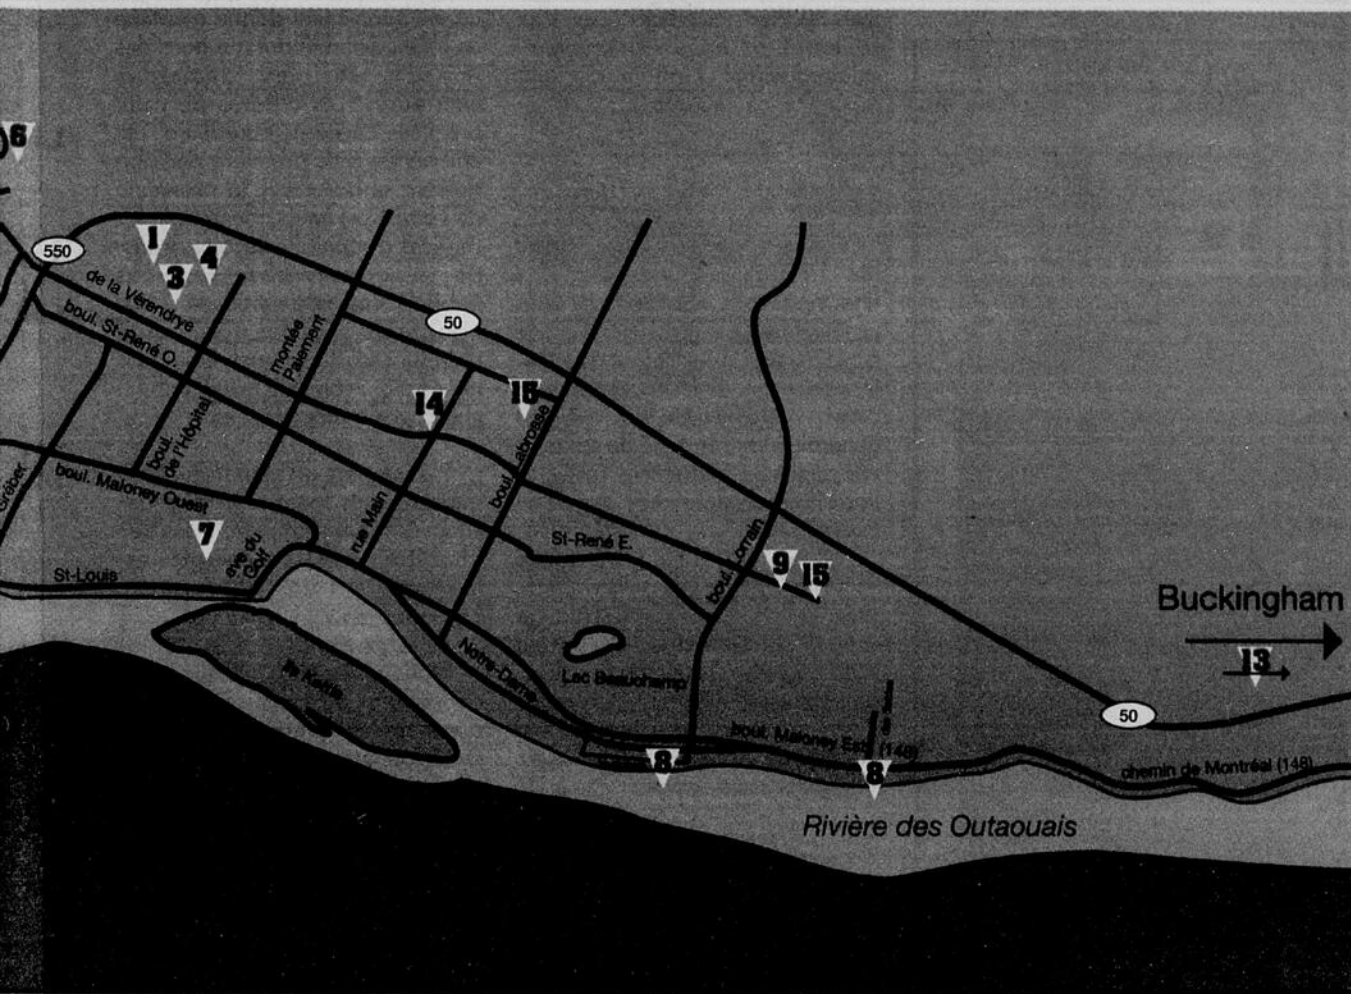 6
550
1
4
3
de la Vérendrye
boul. St-René O.
montée
Paiement
50
14
15
boul. Labrosse
boul.
de l'Hôpital
boul. Maloney Ouest
Gréber
7
ave du
Golf
rue Main
St-René E.
boul. Lorrain
9
15
St-Louis
Buckingham
13
Notre-Dame
Lac Beauchamp
Ile Kettle
50
boul. Maloney Est (148)
8
8
chemin de Montréal (148)
Rivière des Outaouais